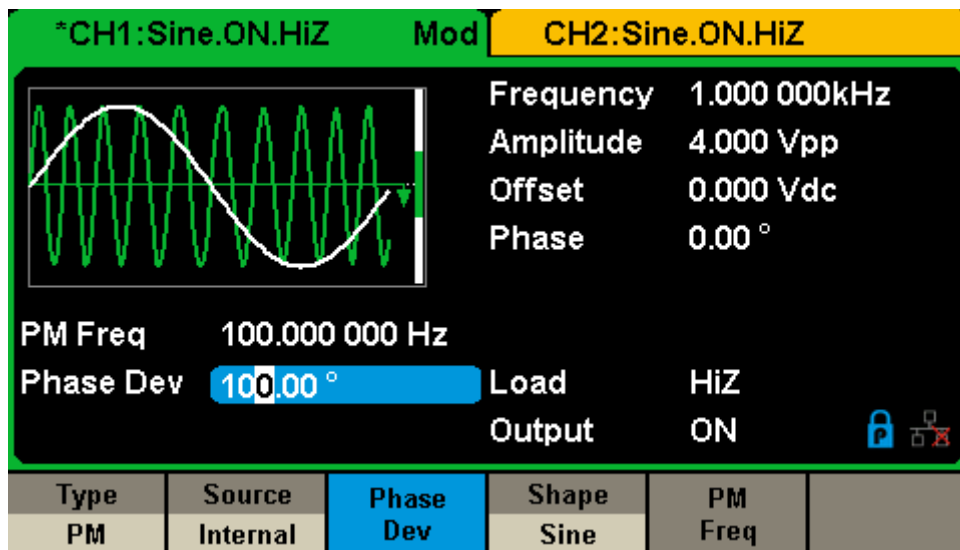 *CH1:Sine.ON.HiZ Mod CH2:Sine.ON.HiZ
Frequency 1.000 000kHz
Amplitude 4.000 Vpp
Offset 0.000 Vdc
Phase 0.00 °
PM Freq 100.000 000 Hz
Phase Dev 100.00 °
Load HiZ
Output ON
P
Type
PM
Source
Internal
Phase
Dev
Shape
Sine
PM
Freq